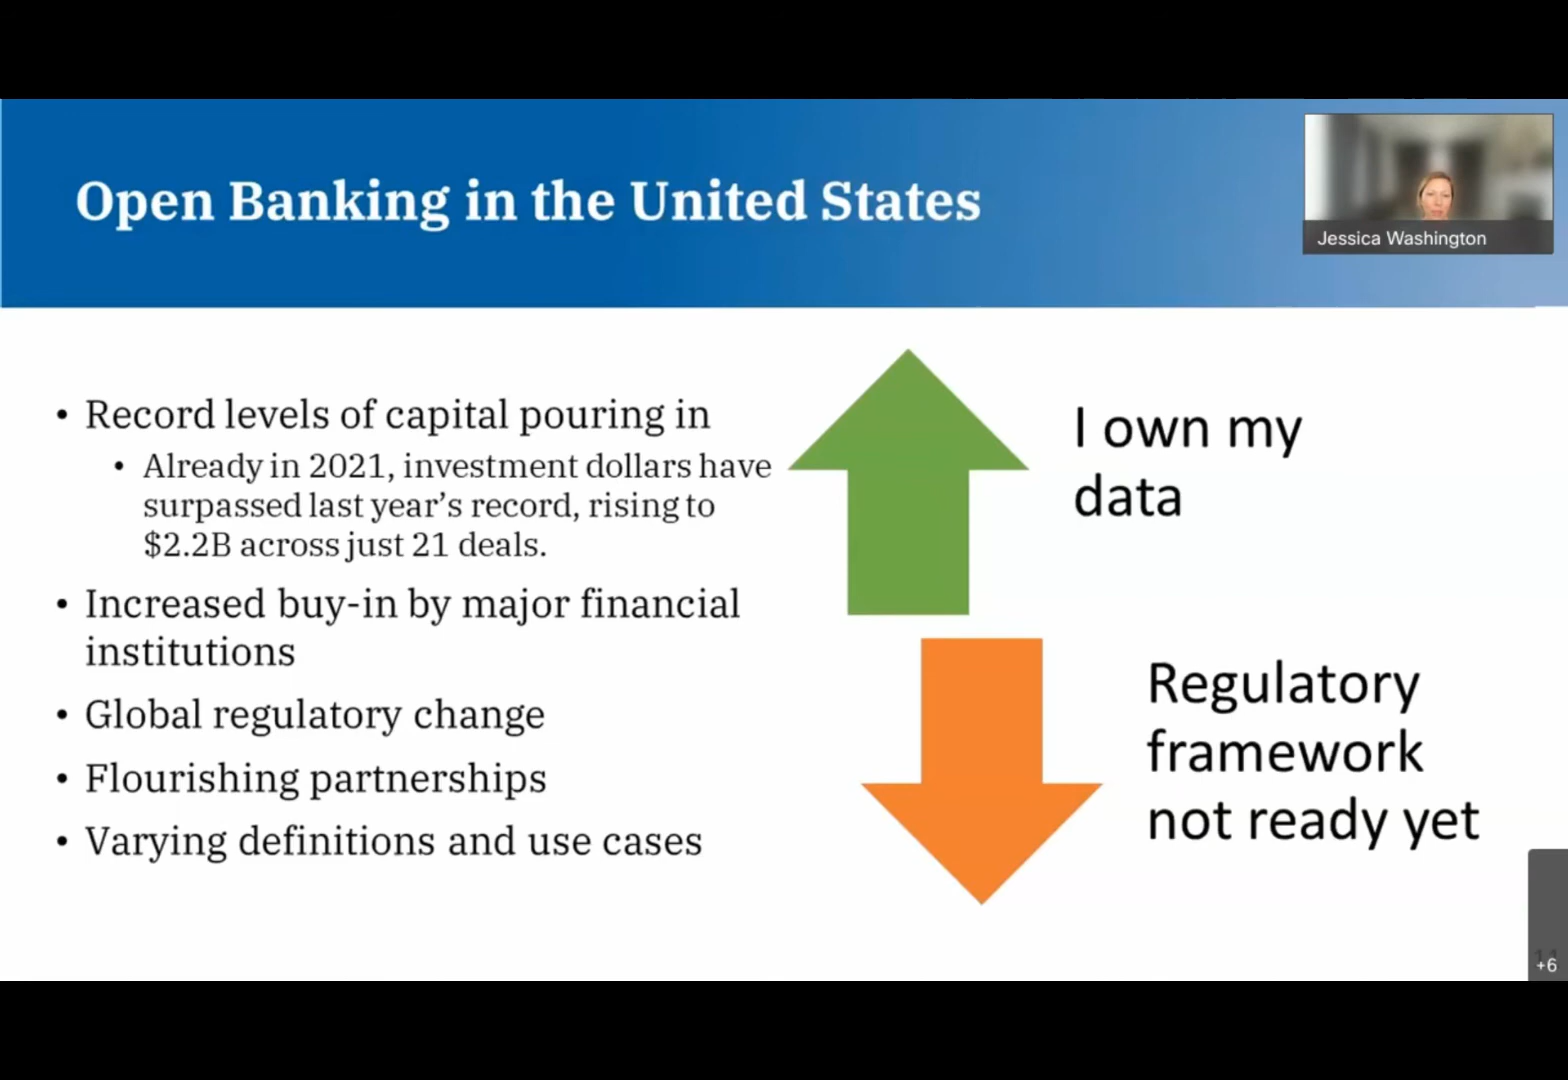 Open Banking in the United States
Jessica Washington
• Record levels of capital pouring in
• Already in 2021, investment dollars have
surpassed last year's record, rising to
$2.2B across just 21 deals.
• Increased buy-in by major financial
institutions
• Global regulatory change
• Flourishing partnerships
• Varying definitions and use cases
I own my
data
Regulatory
framework
not ready yet
+6